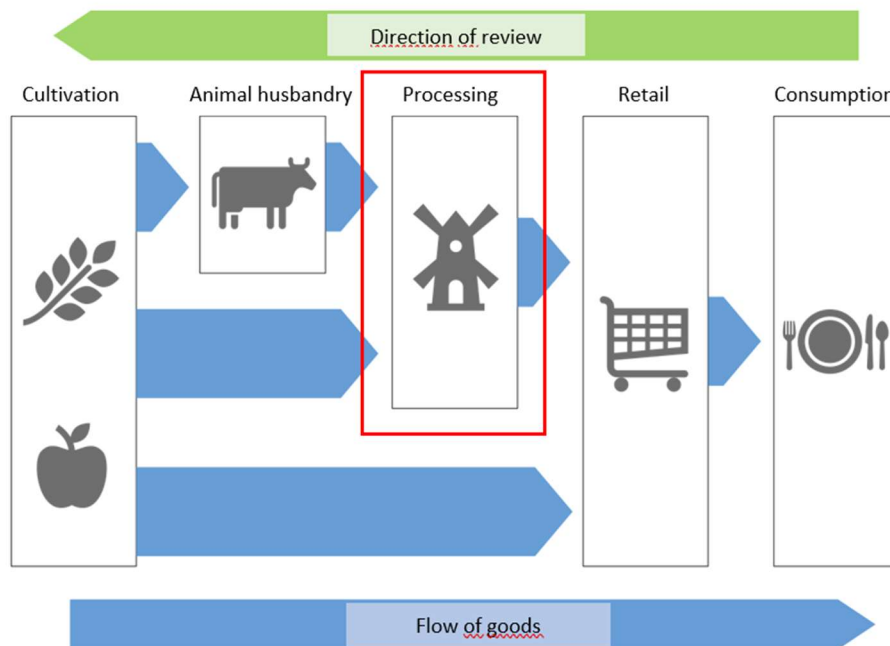 Direction of review
Cultivation
Animal husbandry
Processing
Retail
Consumption
Flow of goods